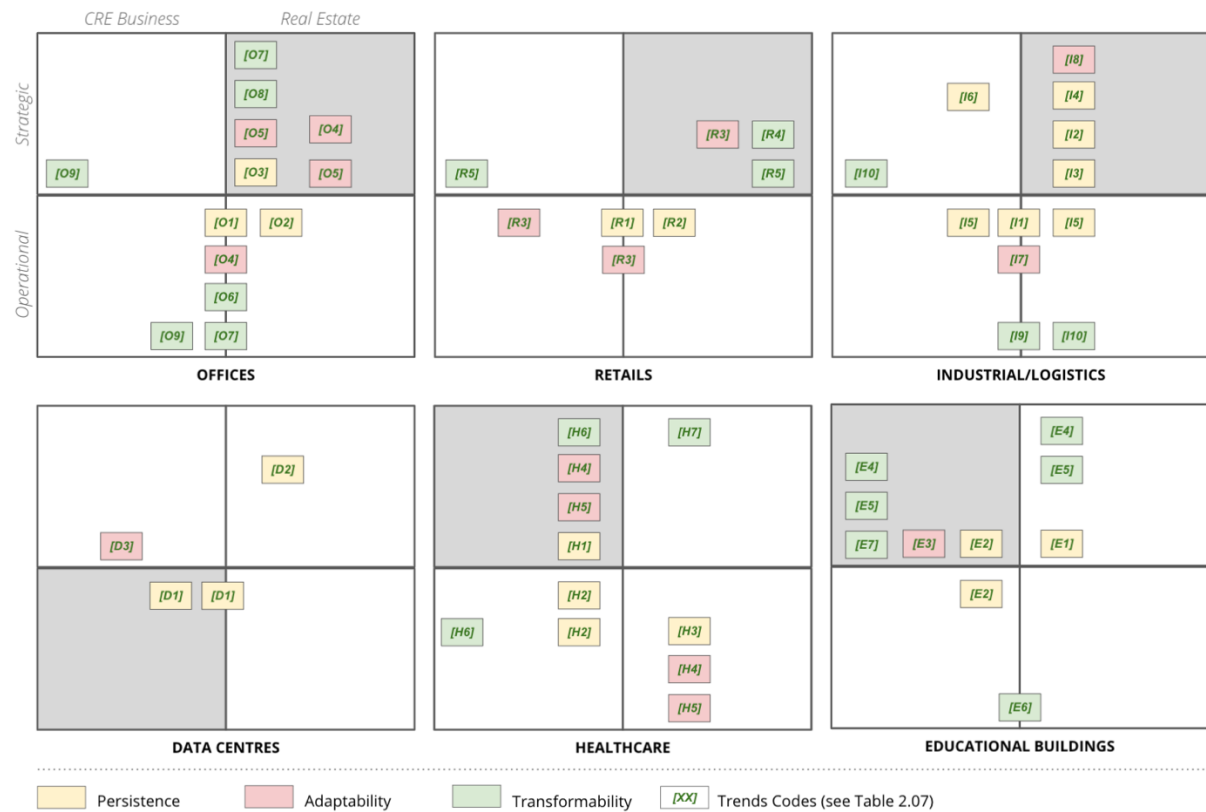 CRE Business Real Estate
Strategic
Operational
[O7]
[O8]
[O5] [O4]
[O9] [O3] [O5]
[O1] [O2]
[O4]
[O6]
[O9] [O7]
OFFICES
[R3] [R4]
[R5] [R5]
[R3] [R1] [R2]
[R3]
RETAILS
[I8]
[I6] [I4]
[I2]
[I10] [I3]
[I5] [I1] [I5]
[I7]
[I9] [I10]
INDUSTRIAL/LOGISTICS
[D2]
[D3]
[D1] [D1]
DATA CENTRES
[H6] [H7]
[H4]
[H5]
[H1]
[H2]
[H6] [H2] [H3]
[H4]
[H5]
HEALTHCARE
[E4]
[E4] [E5]
[E5]
[E7] [E3] [E2] [E1]
[E2]
[E6]
EDUCATIONAL BUILDINGS
Persistence Adaptability Transformability [XX] Trends Codes (see Table 2.07)